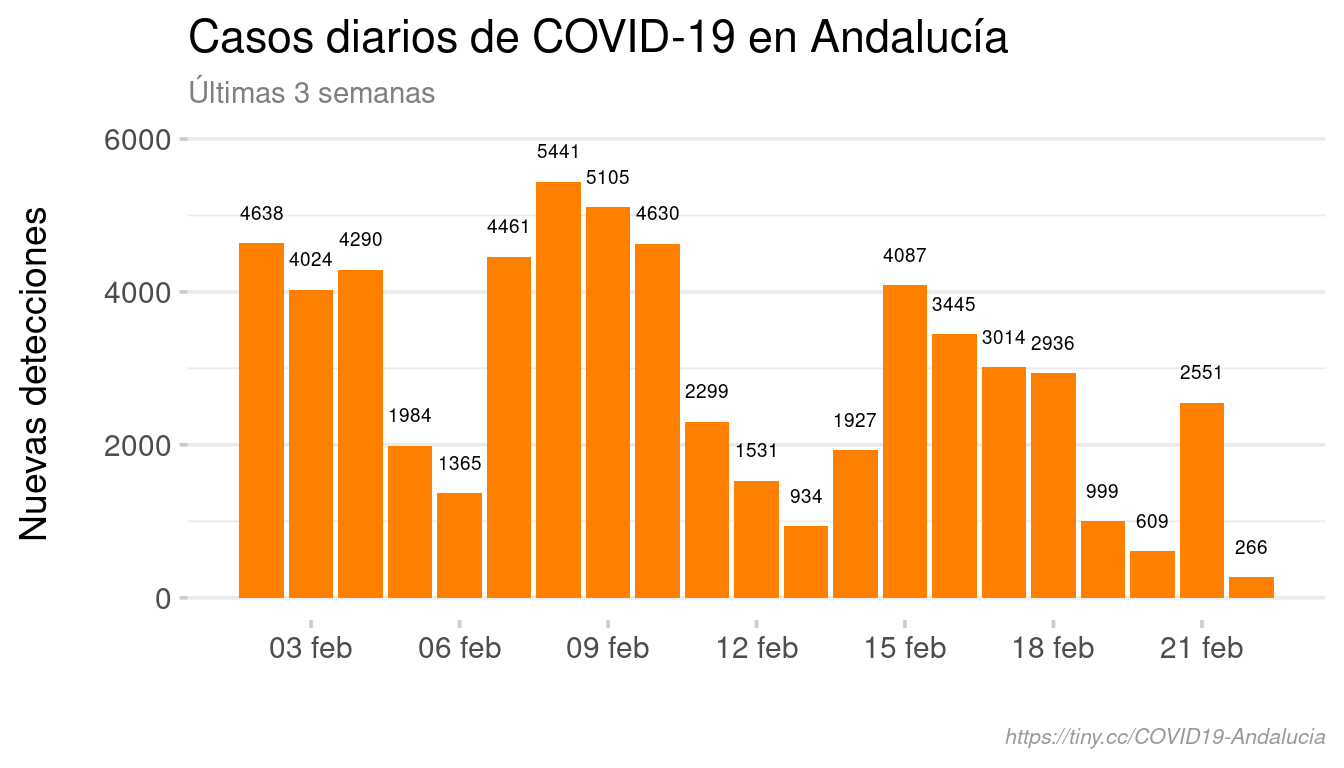 Casos diarios de COVID-19 en Andalucía
Últimas 3 semanas
Nuevas detecciones
6000
4000
2000
0
4638
4024
4290
1984
1365
4461
5441
5105
4630
2299
1531
934
1927
4087
3445
3014
2936
999
609
2551
266
03 feb
06 feb
09 feb
12 feb
15 feb
18 feb
21 feb
https://tiny.cc/COVID19-Andalucia